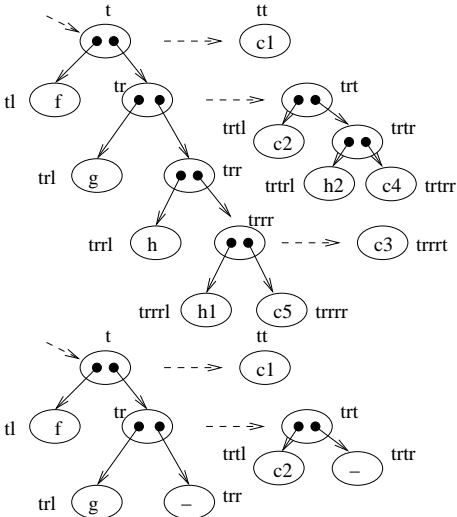 t tt
c1
tl f tr trt
trtl c2 trtr
trl g trr trtrl h2 c4 trtrr
trrr
trrl h c3 trrrt
trrrl h1 c5 trrrr
t tt
c1
tl f tr trt
trtl c2 – trtr
trl g – trr